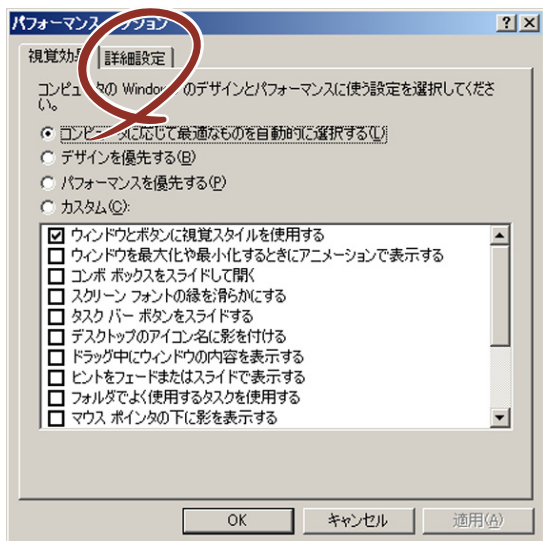 パフォーマンス オプション
視覚効果
詳細設定
コンピュータの Windows のデザインとパフォーマンスに使う設定を選択してくださ
い。
コンピュータに応じて最適なものを自動的に選択する(L)
デザインを優先する(B)
パフォーマンスを優先する(P)
カスタム(C):
ウィンドウとボタンに視覚スタイルを使用する
ウィンドウを最大化や最小化するときにアニメーションで表示する
コンボ ボックスをスライドして開く
スクリーン フォントの縁を滑らかにする
タスク バー ボタンをスライドする
デスクトップのアイコン名に影を付ける
ドラッグ中にウィンドウの内容を表示する
ヒントをフェードまたはスライドで表示する
フォルダでよく使用するタスクを使用する
マウス ポインタの下に影を表示する
OK
キャンセル
適用(A)